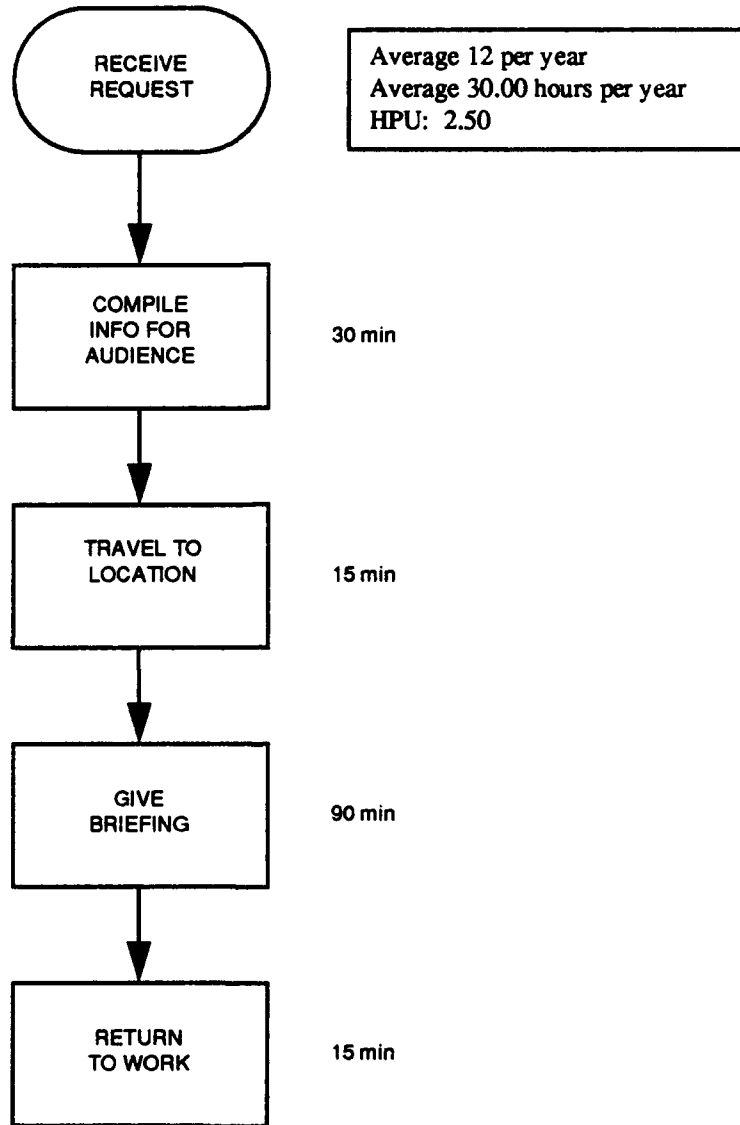 RECEIVE
REQUEST
Average 12 per year
Average 30.00 hours per year
HPU: 2.50
COMPILE
INFO FOR
AUDIENCE
30 min
TRAVEL TO
LOCATION
15 min
GIVE
BRIEFING
90 min
RETURN
TO WORK
15 min